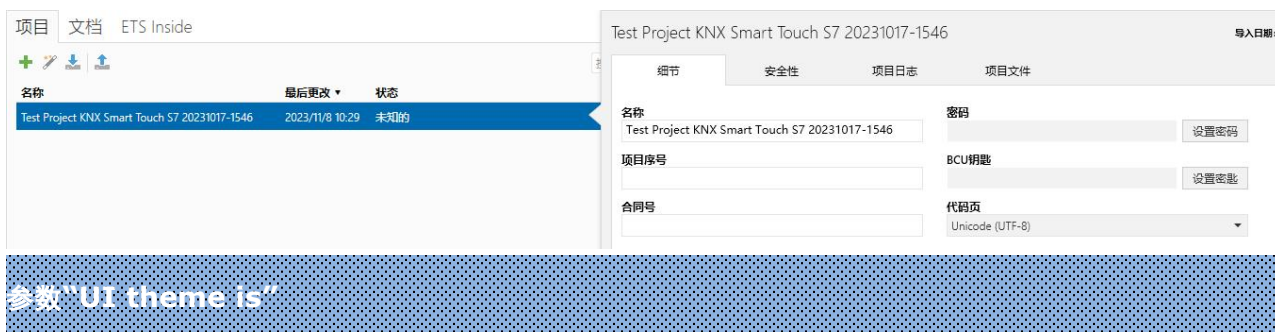 项目 文档 ETS Inside
名称 最后更改 状态
Test Project KNX Smart Touch S7 20231017-1546 2023/11/8 10:29 未知的
Test Project KNX Smart Touch S7 20231017-1546 导入日期:
细节 安全性 项目日志 项目文件
名称 密码
Test Project KNX Smart Touch S7 20231017-1546 设置密码
项目序号 BCU钥匙
设置密匙
合同号 代码页
Unicode (UTF-8)
参数“UI theme is”